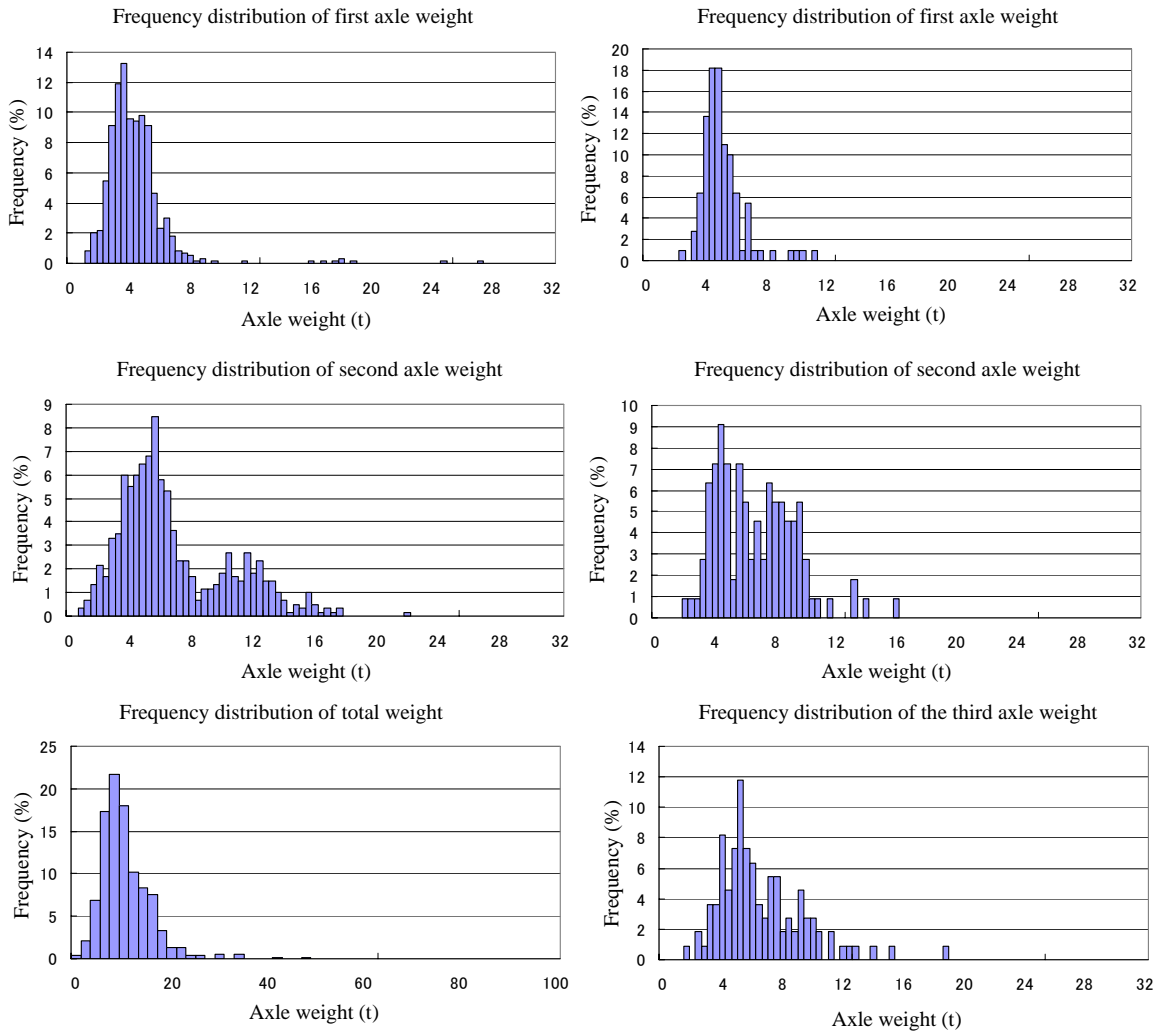 Frequency distribution of first axle weight
Frequency (%)
14
12
10
8
6
4
2
0
0 4 8 12 16 20 24 28 32
Axle weight (t)
Frequency distribution of first axle weight
Frequency (%)
20
18
16
14
12
10
8
6
4
2
0
0 4 8 12 16 20 24 28 32
Axle weight (t)
Frequency distribution of second axle weight
Frequency (%)
9
8
7
6
5
4
3
2
1
0
0 4 8 12 16 20 24 28 32
Axle weight (t)
Frequency distribution of second axle weight
Frequency (%)
10
9
8
7
6
5
4
3
2
1
0
0 4 8 12 16 20 24 28 32
Axle weight (t)
Frequency distribution of total weight
Frequency (%)
25
20
15
10
5
0
0 20 40 60 80 100
Axle weight (t)
Frequency distribution of the third axle weight
Frequency (%)
14
12
10
8
6
4
2
0
0 4 8 12 16 20 24 28 32
Axle weight (t)